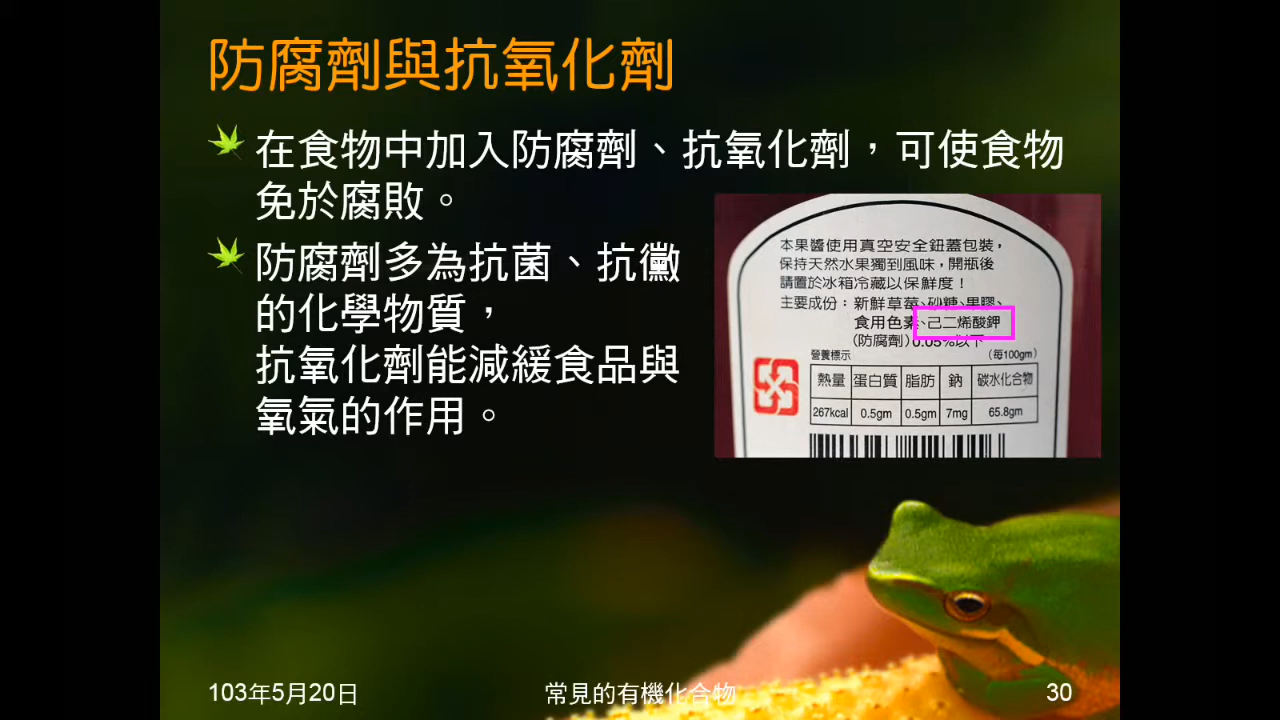 防腐劑與抗氧化劑
在食物中加入防腐劑、抗氧化劑，可使食物
免於腐敗。
防腐劑多為抗菌、抗黴
的化學物質，
抗氧化劑能減緩食品與
氧氣的作用。
本果醬使用真空安全鈕蓋包裝，
保持天然水果獨到風味，開瓶後
請置於冰箱冷藏以保鮮度！
主要成份：新鮮草莓、砂糖、果膠、
食用色素、己二烯酸鉀
(防腐劑)0.05%以下
營養標示 (每100gm)
熱量 蛋白質 脂肪 鈉 碳水化合物
267kcal 0.5gm 0.5gm 7mg 65.8gm
103年5月20日 常見的有機化合物 30